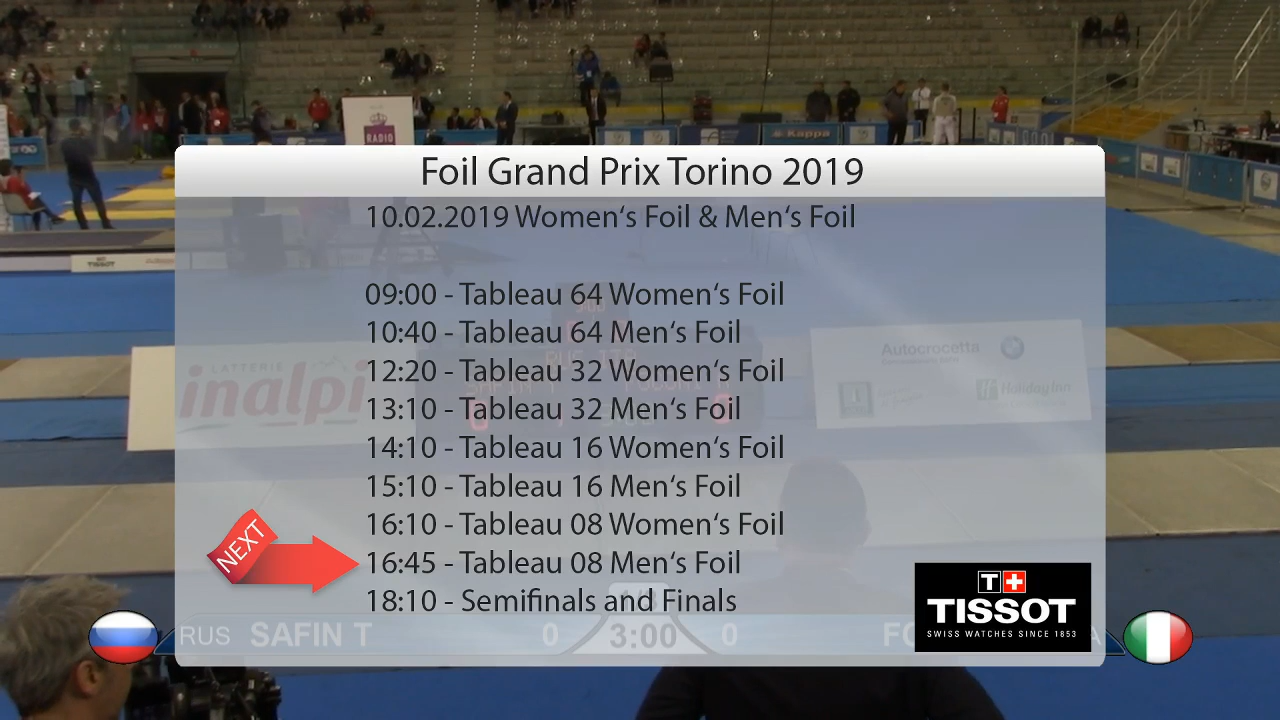 RADIO
Kappa
TISSOT
Foil Grand Prix Torino 2019
10.02.2019 Women‘s Foil & Men‘s Foil
09:00 - Tableau 64 Women‘s Foil
10:40 - Tableau 64 Men‘s Foil
12:20 - Tableau 32 Women‘s Foil
13:10 - Tableau 32 Men‘s Foil
14:10 - Tableau 16 Women‘s Foil
15:10 - Tableau 16 Men‘s Foil
16:10 - Tableau 08 Women‘s Foil
NEXT
16:45 - Tableau 08 Men‘s Foil
18:10 - Semifinals and Finals
LATTERIE
inalpi
Autocrocetta
Holiday Inn
RUS SAFIN T 0 3:00 0
T+
TISSOT
SWISS WATCHES SINCE 1853